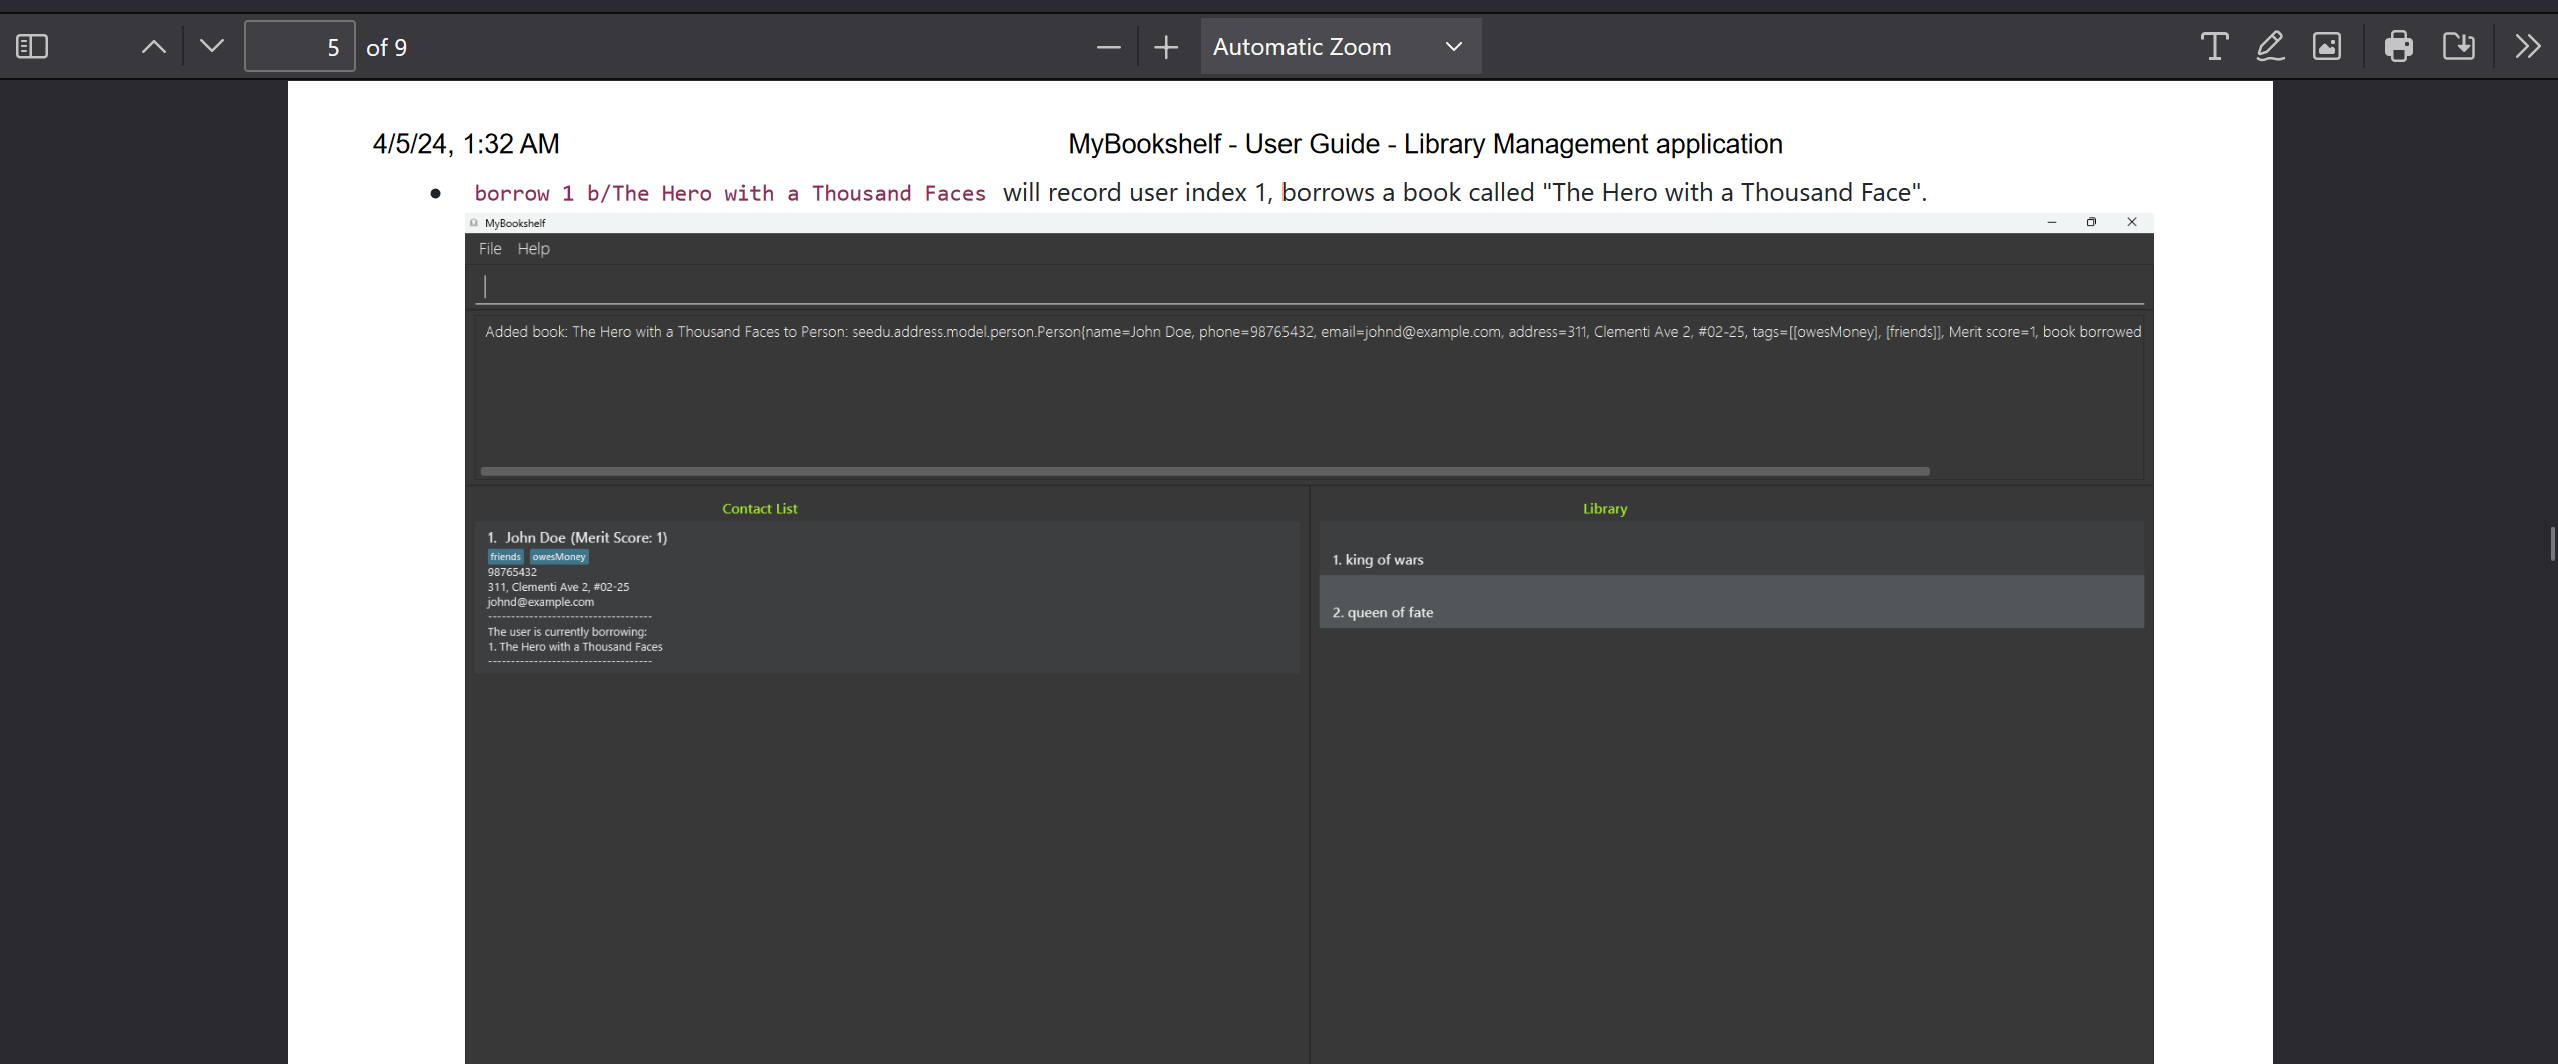 5 of 9
Automatic Zoom
4/5/24, 1:32 AM
MyBookshelf - User Guide - Library Management application
borrow 1 b/The Hero with a Thousand Faces will record user index 1, borrows a book called "The Hero with a Thousand Face".
MyBookshelf
File Help
Added book: The Hero with a Thousand Faces to Person: seedu.address.model.person.Person{name=John Doe, phone=98765432, email=johnd@example.com, address=311, Clementi Ave 2, #02-25, tags=[[owesMoney], [friends]], Merit score=1, book borrowed
Contact List
1. John Doe (Merit Score: 1)
friends owesMoney
98765432
311, Clementi Ave 2, #02-25
johnd@example.com
------------------------------------
The user is currently borrowing:
1. The Hero with a Thousand Faces
------------------------------------
Library
1. king of wars
2. queen of fate